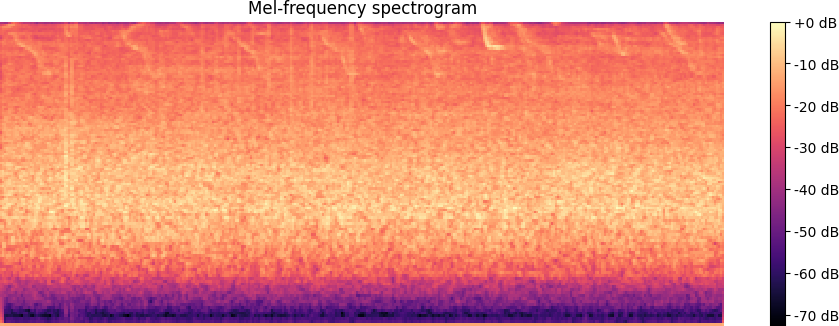 Mel-frequency spectrogram
+0 dB
-10 dB
-20 dB
-30 dB
-40 dB
-50 dB
-60 dB
-70 dB